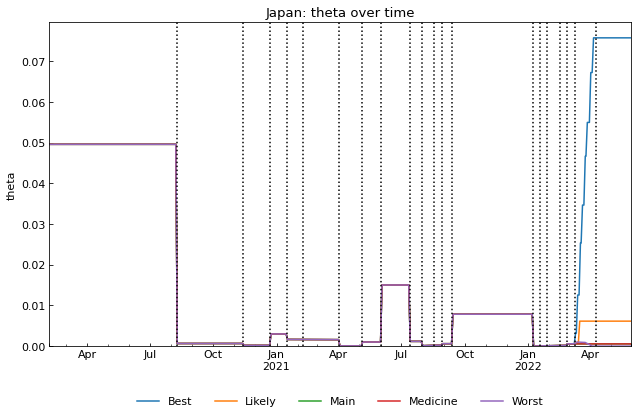 Japan: theta over time
theta
0.07
0.06
0.05
0.04
0.03
0.02
0.01
0.00
Apr Jul Oct Jan Apr Jul Oct Jan Apr
2021 2022
Best Likely Main Medicine Worst